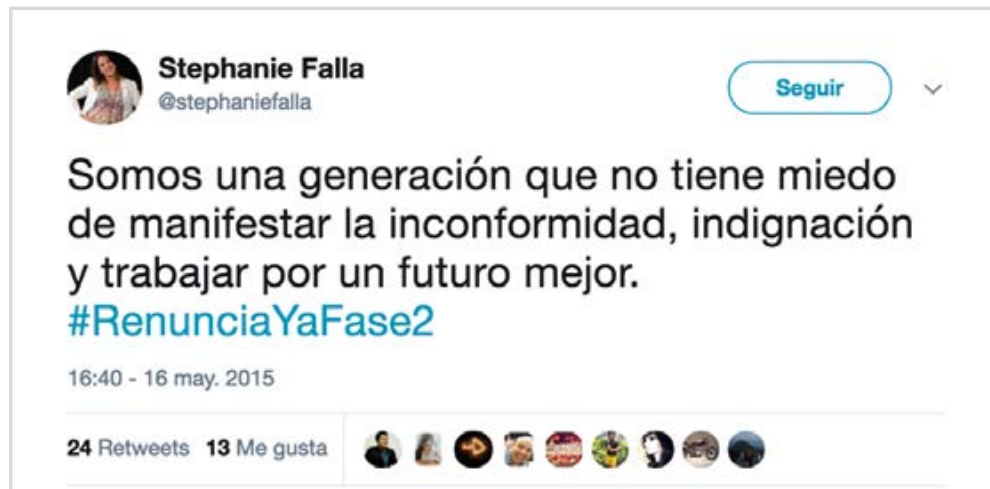 Stephanie Falla
@stephaniefalla
Seguir
Somos una generación que no tiene miedo
de manifestar la inconformidad, indignación
y trabajar por un futuro mejor.
#RenunciaYaFase2
16:40 - 16 may. 2015
24 Retweets 13 Me gusta